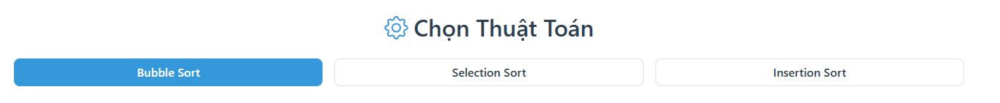 Chọn Thuật Toán
Bubble Sort
Selection Sort
Insertion Sort